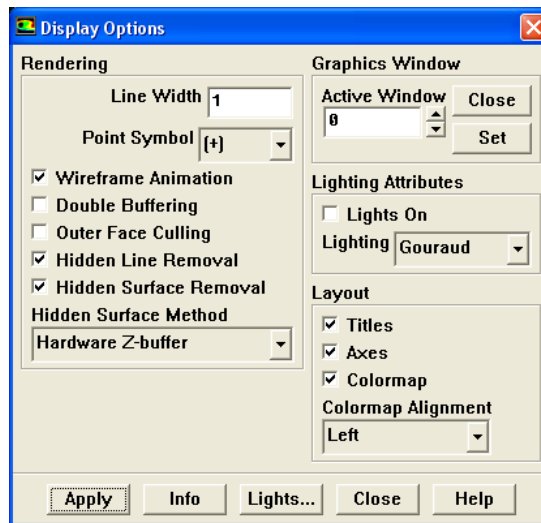 Display Options
Rendering
Line Width 1
Point Symbol (+)
Wireframe Animation
Double Buffering
Outer Face Culling
Hidden Line Removal
Hidden Surface Removal
Hidden Surface Method
Hardware Z-buffer
Graphics Window
Active Window
0
Close
Set
Lighting Attributes
Lights On
Lighting Gouraud
Layout
Titles
Axes
Colormap
Colormap Alignment
Left
Apply Info Lights... Close Help